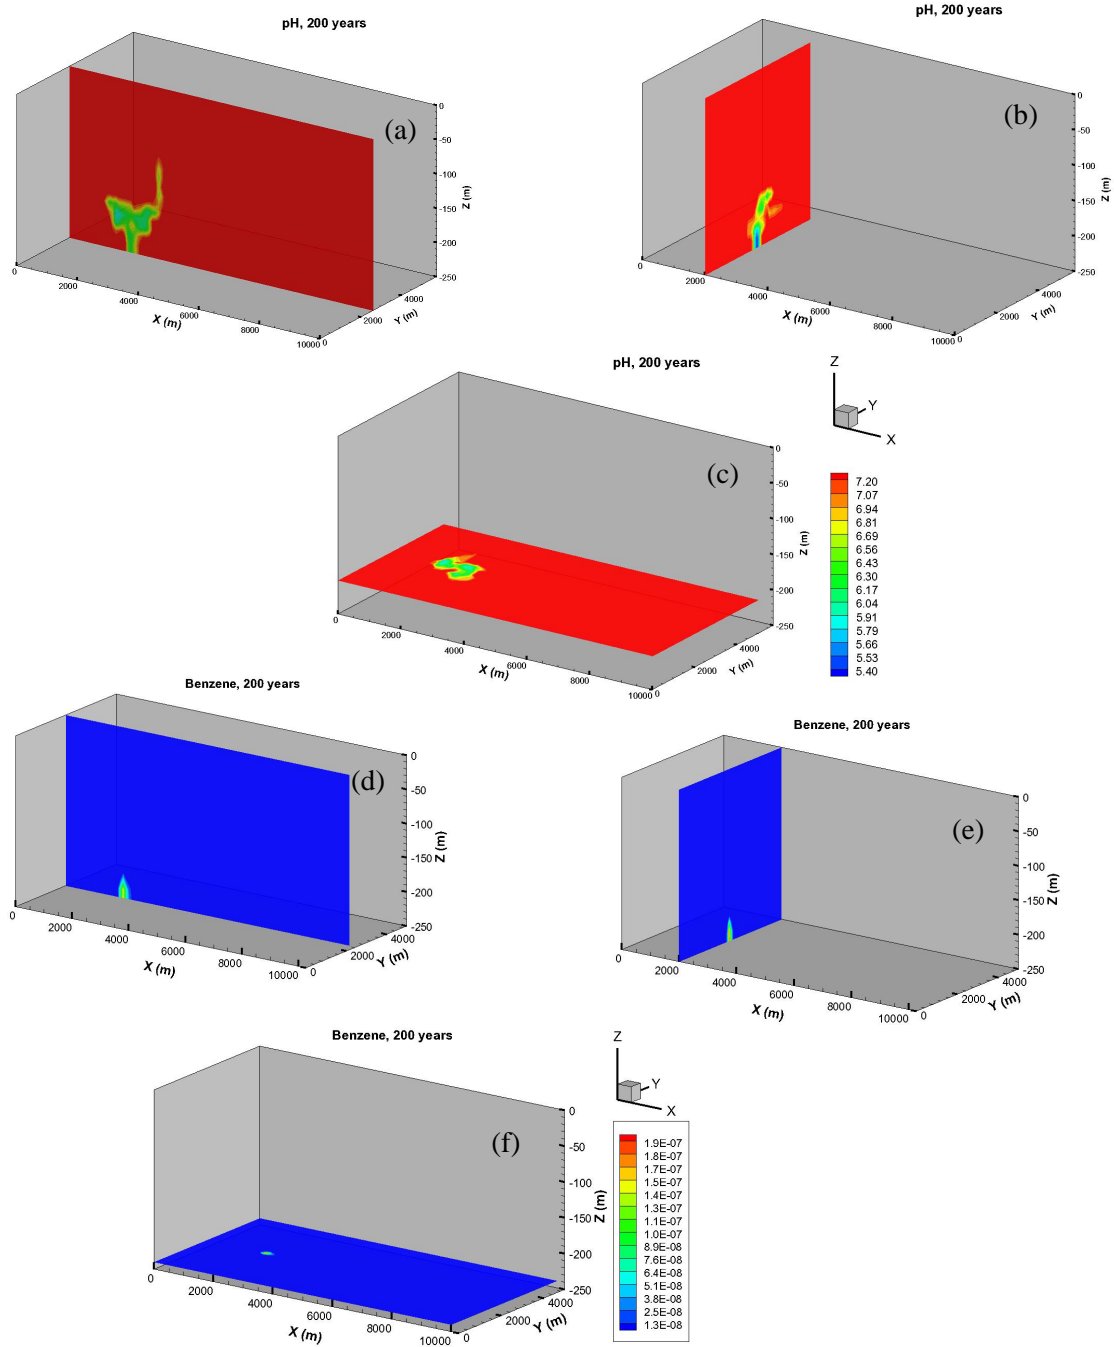 pH, 200 years
(a)
0
-50
-100
-150
-200
-250
Z (m)
0
2000
4000
6000
8000
10000
X (m)
0
2000
4000
Y (m)
pH, 200 years
(b)
0
-50
-100
-150
-200
-250
Z (m)
0
2000
4000
6000
8000
10000
X (m)
0
2000
4000
Y (m)
pH, 200 years
(c)
0
-50
-100
-150
-200
-250
Z (m)
0
2000
4000
6000
8000
10000
X (m)
0
2000
4000
Y (m)
Z
Y
X
7.20
7.07
6.94
6.81
6.69
6.56
6.43
6.30
6.17
6.04
5.91
5.79
5.66
5.53
5.40
Benzene, 200 years
(d)
0
-50
-100
-150
-200
-250
Z (m)
0
2000
4000
6000
8000
10000
X (m)
0
2000
4000
Y (m)
Benzene, 200 years
(e)
0
-50
-100
-150
-200
-250
Z (m)
0
2000
4000
6000
8000
10000
X (m)
0
2000
4000
Y (m)
Benzene, 200 years
(f)
0
-50
-100
-150
-200
-250
Z (m)
0
2000
4000
6000
8000
10000
X (m)
0
2000
4000
Y (m)
Z
Y
X
1.9E-07
1.8E-07
1.7E-07
1.5E-07
1.4E-07
1.3E-07
1.1E-07
1.0E-07
8.9E-08
7.6E-08
6.4E-08
5.1E-08
3.8E-08
2.5E-08
1.3E-08